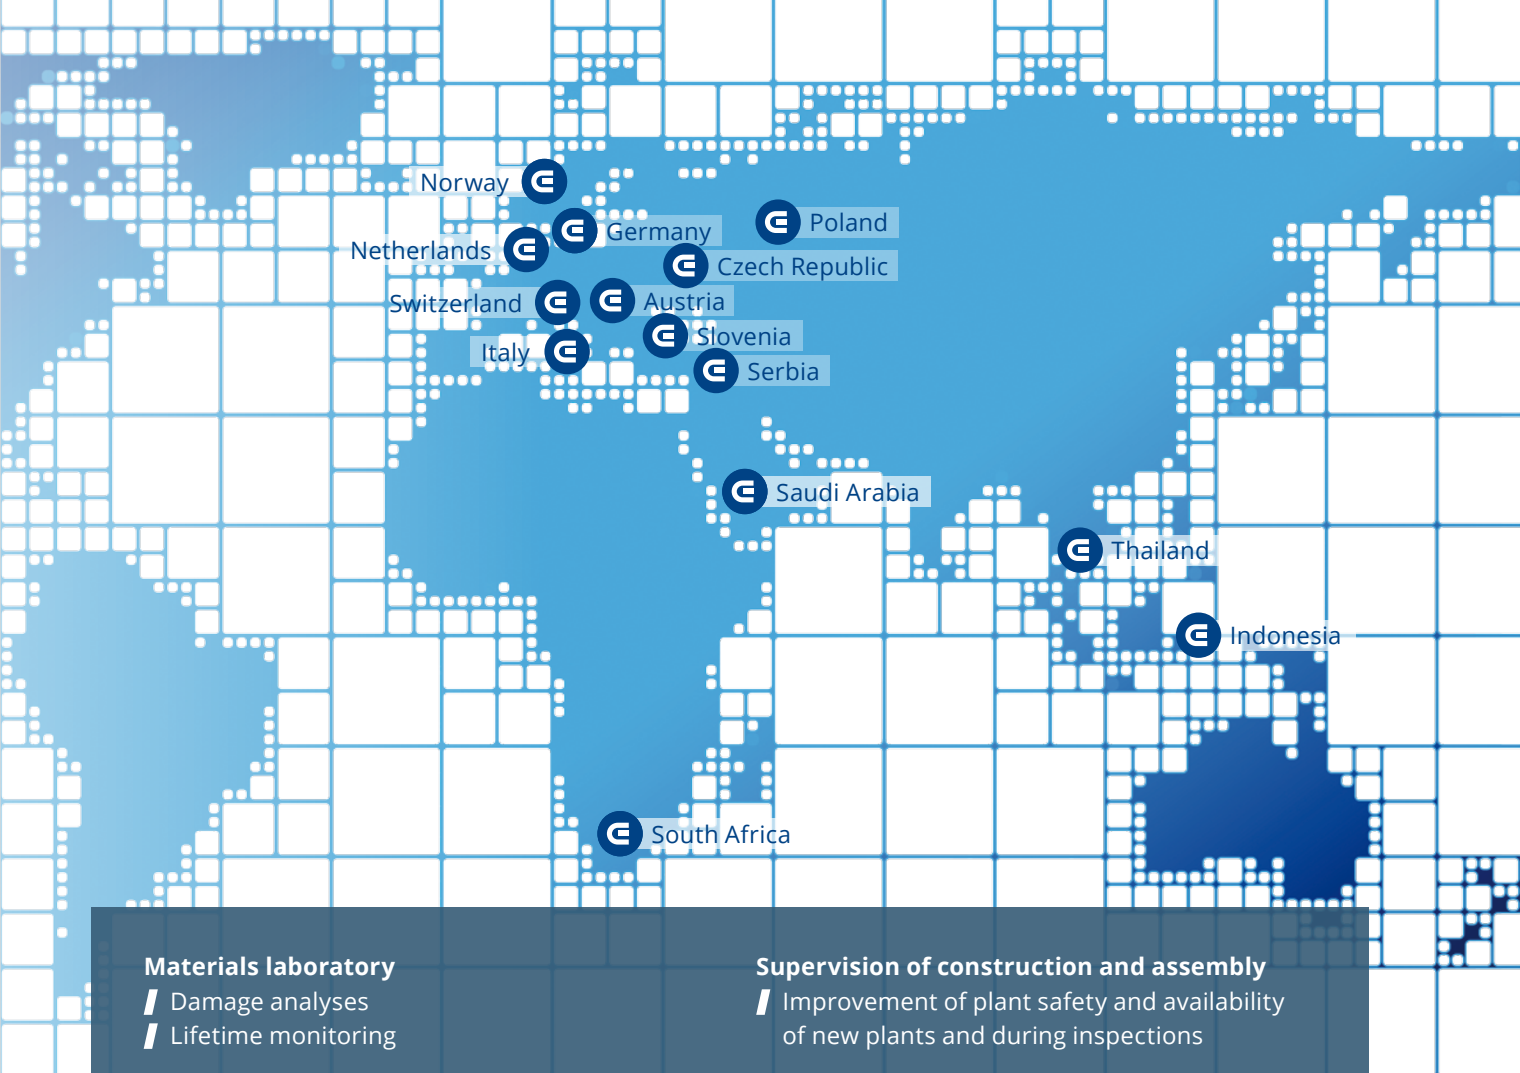 Norway
Poland
Germany
Netherlands
Czech Republic
Switzerland
Austria
Slovenia
Italy
Serbia
Saudi Arabia
Thailand
Indonesia
South Africa
Materials laboratory
Damage analyses
Lifetime monitoring
Supervision of construction and assembly
Improvement of plant safety and availability
of new plants and during inspections